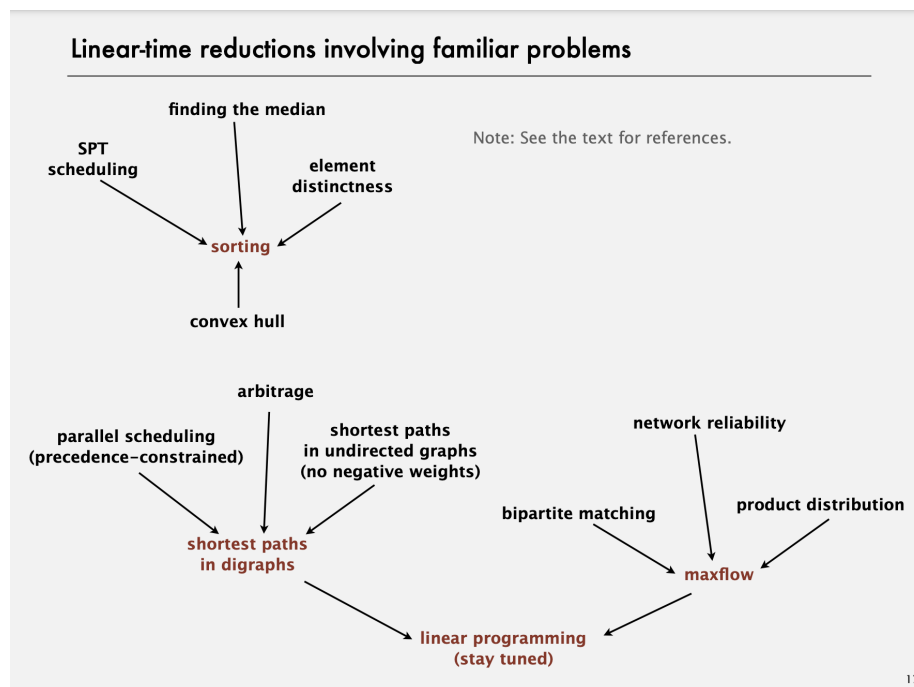 Linear-time reductions involving familiar problems
finding the median
Note: See the text for references.
SPT
scheduling
element
distinctness
sorting
convex hull
arbitrage
parallel scheduling
(precedence-constrained)
shortest paths
in undirected graphs
(no negative weights)
network reliability
bipartite matching
product distribution
shortest paths
in digraphs
maxflow
linear programming
(stay tuned)